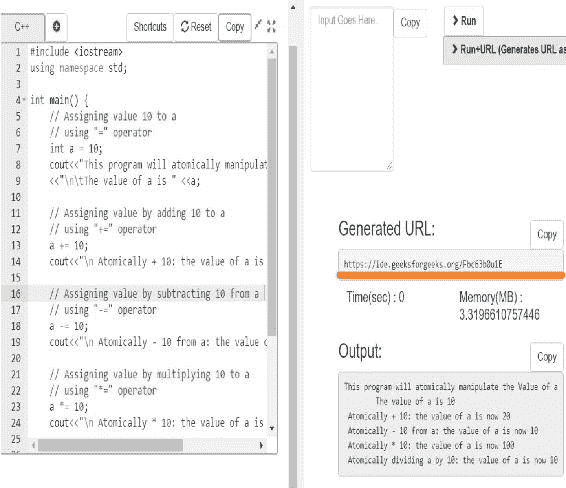 C++
Shortcuts
Reset
Copy
1 #include <iostream>
2 using namespace std;
3
4 int main() {
5 // Assigning value 10 to a
6 // using "=" operator
7 int a = 10;
8 cout<<"This program will atomically manipulat
9 <<"\n\tThe value of a is " <<a;
10
11 // Assigning value by adding 10 to a
12 // using "+=" operator
13 a += 10;
14 cout<<"\n Atomically + 10: the value of a is
15
16 // Assigning value by subtracting 10 from a
17 // using "-=" operator
18 a -= 10;
19 cout<<"\n Atomically - 10 from a: the value o
20
21 // Assigning value by multiplying 10 to a
22 // using "*=" operator
23 a *= 10;
24 cout<<"\n Atomically * 10: the value of a is
25
Input Goes Here.
Copy
Run
Run+URL (Generates URL as
Generated URL:
Copy
https://ide.geeksforgeeks.org/Fbc63b0u1E
Time(sec) : 0
Memory(MB) :
3.3196610757446
Output:
Copy
This program will atomically manipulate the Value of a
The value of a is 10
Atomically + 10: the value of a is now 20
Atomically - 10 from a: the value of a is now 10
Atomically * 10: the value of a is now 100
Atomically dividing a by 10: the value of a is now 10